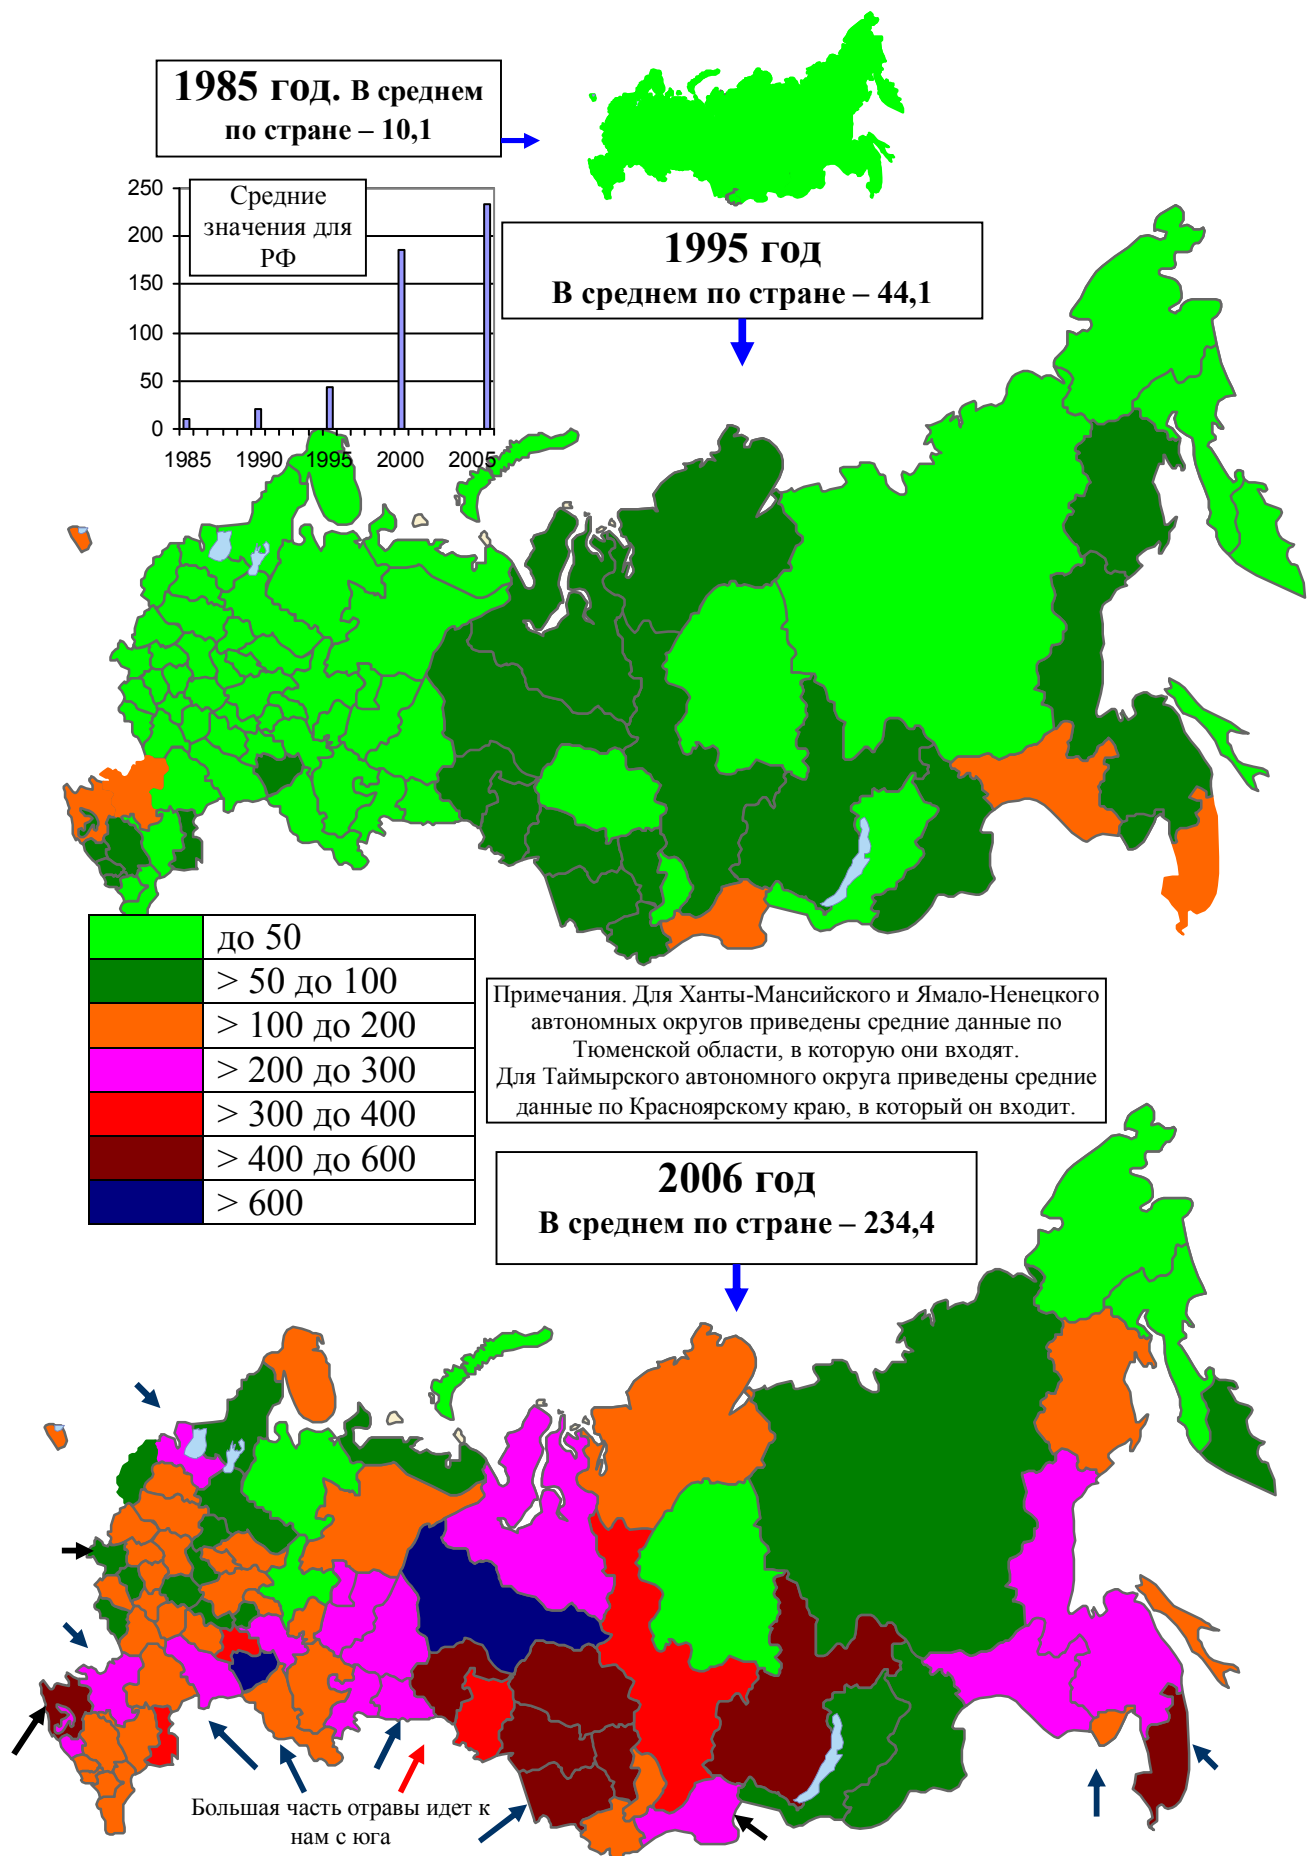 1985 год. В среднем
по стране – 10,1
250
200
150
100
50
0
Средние
значения для
РФ
1985 1990 1995 2000 2005
1995 год
В среднем по стране – 44,1
до 50
> 50 до 100
> 100 до 200
> 200 до 300
> 300 до 400
> 400 до 600
> 600
Примечания. Для Ханты-Мансийского и Ямало-Ненецкого
автономных округов приведены средние данные по
Тюменской области, в которую они входят.
Для Таймырского автономного округа приведены средние
данные по Красноярскому краю, в который он входит.
2006 год
В среднем по стране – 234,4
Большая часть отравы идет к
нам с юга